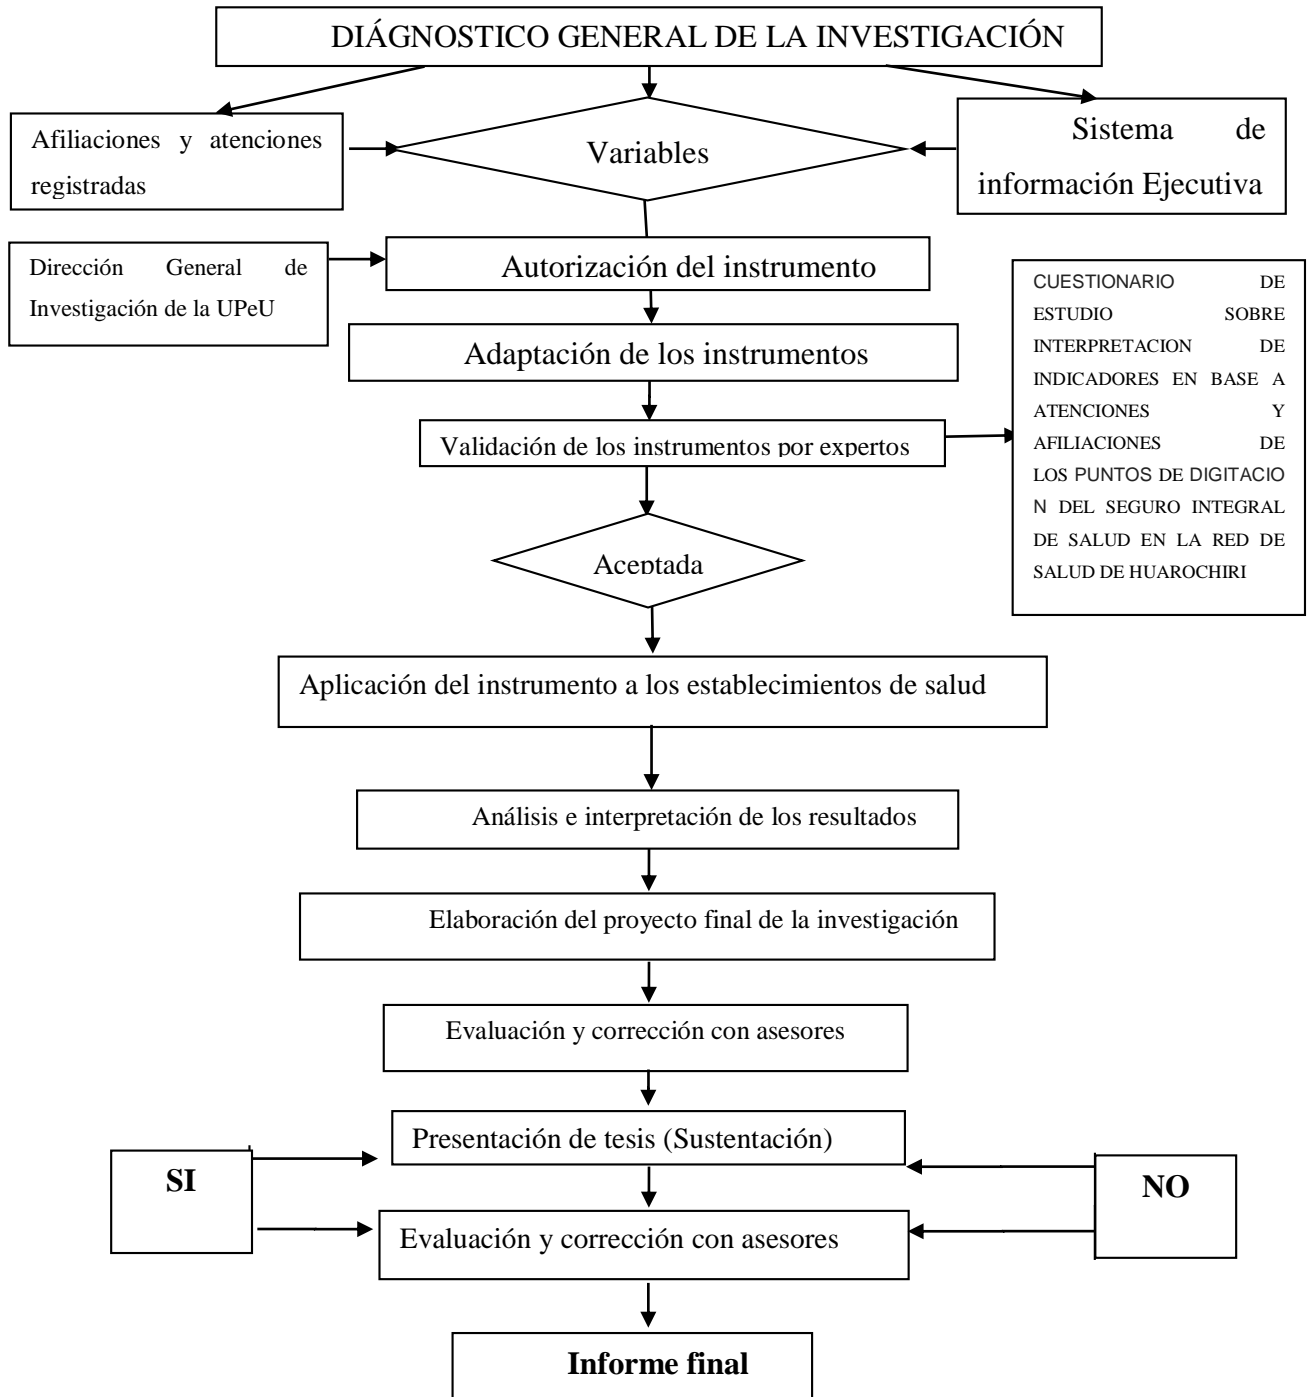 DIÁGNOSTICO GENERAL DE LA INVESTIGACIÓN
Afiliaciones y atenciones
registradas
Variables
Sistema de
información Ejecutiva
Dirección General de
Investigación de la UPeU
Autorización del instrumento
CUESTIONARIO DE
ESTUDIO SOBRE
INTERPRETACION DE
INDICADORES EN BASE A
ATENCIONES Y
AFILIACIONES DE
LOS PUNTOS DE DIGITACIO
N DEL SEGURO INTEGRAL
DE SALUD EN LA RED DE
SALUD DE HUAROCHIRI
Adaptación de los instrumentos
Validación de los instrumentos por expertos
Aceptada
Aplicación del instrumento a los establecimientos de salud
Análisis e interpretación de los resultados
Elaboración del proyecto final de la investigación
Evaluación y corrección con asesores
Presentación de tesis (Sustentación)
SI
NO
Evaluación y corrección con asesores
Informe final